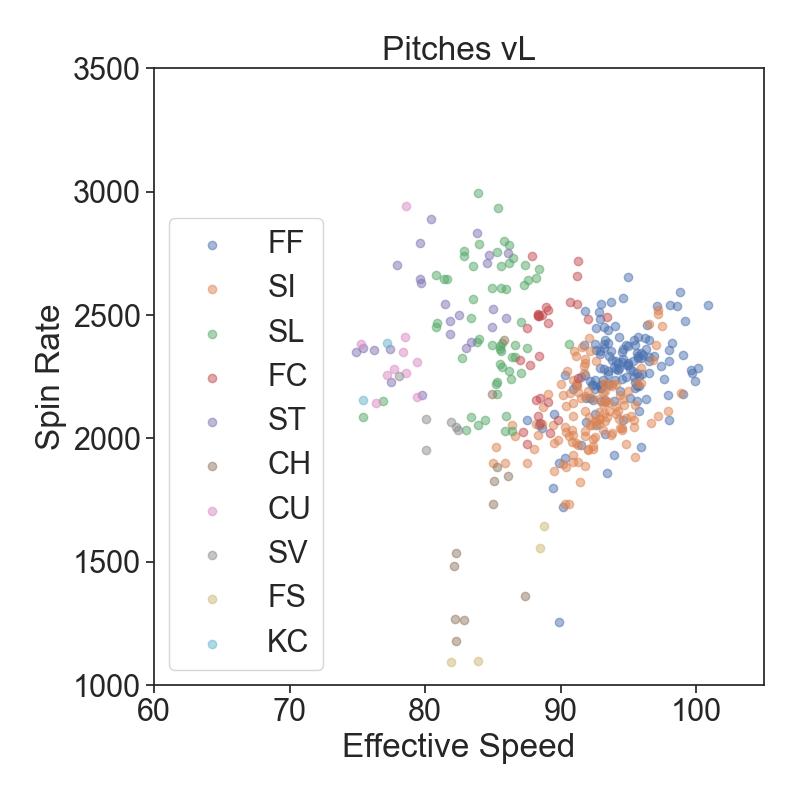 Pitches vL
3500
3000
2500
2000
1500
1000
Spin Rate
FF
SI
SL
FC
ST
CH
CU
SV
FS
KC
60 70 80 90 100
Effective Speed